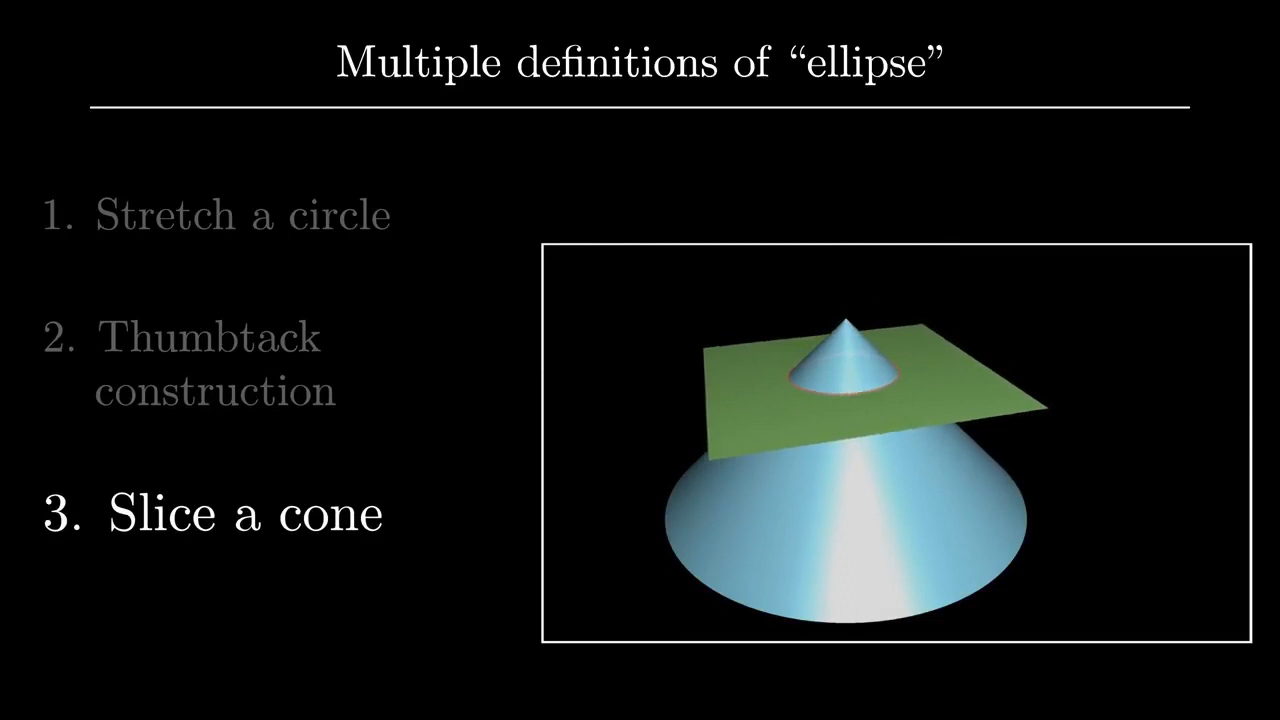 Multiple definitions of “ellipse”
1. Stretch a circle
2. Thumbtack
construction
3. Slice a cone